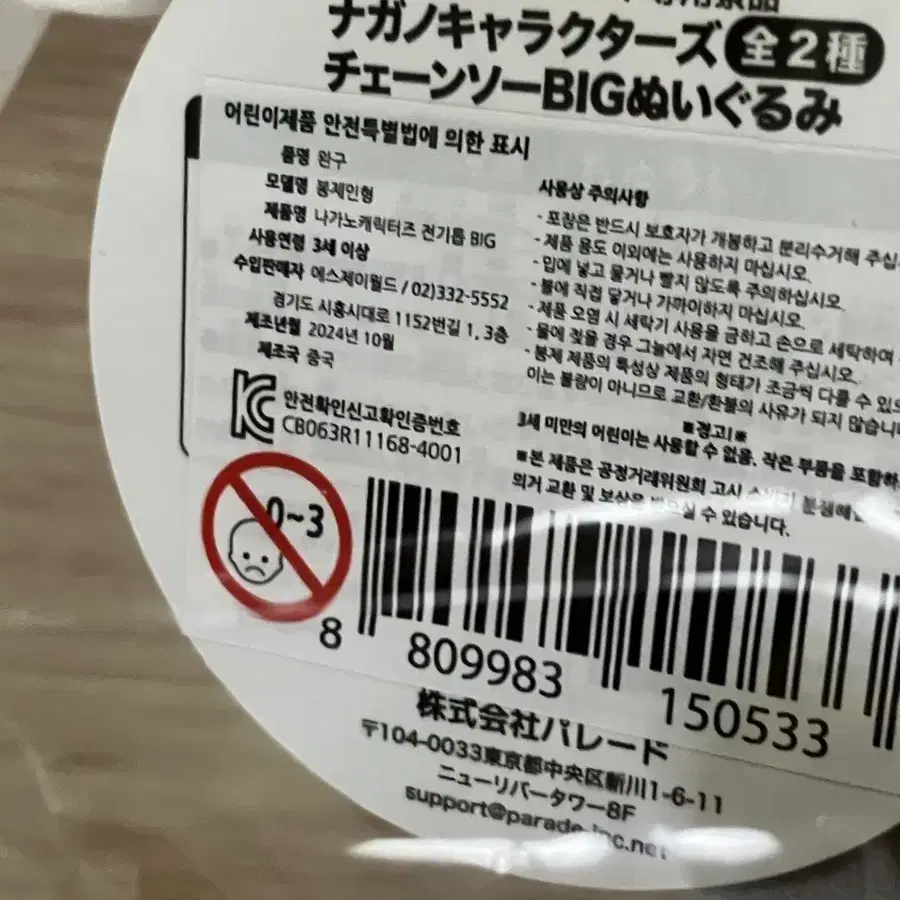 ナガノキャラクターズ 全2種
チェーンソーBIGぬいぐるみ
어린이제품 안전특별법에 의한 표시
품명 완구
모델명 봉제인형
제품명 나가노캐릭터즈 전기톱 BIG
사용연령 3세 이상
수입판매자 에스제이월드 / 02)332-5552
경기도 시흥시대로 1152번길 1, 3층
제조년월 2024년 10월
제조국 중국
안전확인신고확인증번호
CB063R11168-4001
사용상 주의사항
- 포장은 반드시 보호자가 개봉하고 분리수거해 주십
- 제품 용도 이외에는 사용하지 마십시오.
- 입에 넣고 물거나 빨지 않도록 주의하십시오.
- 불에 직접 닿거나 가까이하지 마십시오.
- 제품 오염 시 세탁기 사용을 금하고 손으로 세탁하여
- 물에 젖을 경우 그늘에서 자연 건조해 주십시오.
- 봉제 제품의 특성상 제품의 형태가 조금씩 다를 수 있으
이는 불량이 아니므로 교환/환불의 사유가 되지 않습니
※경고!※
3세 미만의 어린이는 사용할 수 없음. 작은 부품을 포함하
※본 제품은 공정거래위원회 고시 분쟁해
의거 교환 및 보상을 수 있습니다.
0~3
8 809983 150533
株式会社パレード
〒104-0033東京都中央区新川1-6-11
ニューリバータワー8F
support@parade-inc.net